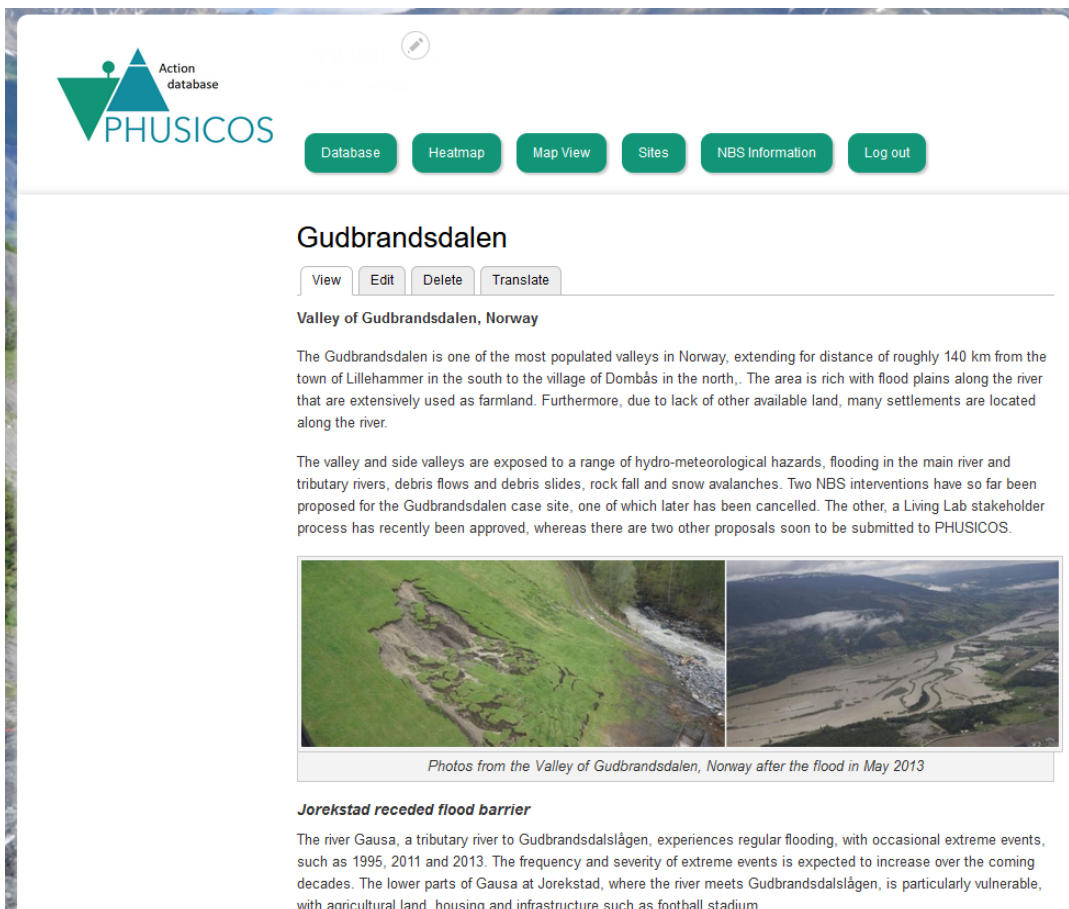 Action
database
PHUSICOS
Database
Heatmap
Map View
Sites
NBS Information
Log out
Gudbrandsdalen
View
Edit
Delete
Translate
Valley of Gudbrandsdalen, Norway
The Gudbrandsdalen is one of the most populated valleys in Norway, extending for distance of roughly 140 km from the
town of Lillehammer in the south to the village of Dombås in the north,. The area is rich with flood plains along the river
that are extensively used as farmland. Furthermore, due to lack of other available land, many settlements are located
along the river.
The valley and side valleys are exposed to a range of hydro-meteorological hazards, flooding in the main river and
tributary rivers, debris flows and debris slides, rock fall and snow avalanches. Two NBS interventions have so far been
proposed for the Gudbrandsdalen case site, one of which later has been cancelled. The other, a Living Lab stakeholder
process has recently been approved, whereas there are two other proposals soon to be submitted to PHUSICOS.
Photos from the Valley of Gudbrandsdalen, Norway after the flood in May 2013
Jorekstad receded flood barrier
The river Gausa, a tributary river to Gudbrandsdalslågen, experiences regular flooding, with occasional extreme events,
such as 1995, 2011 and 2013. The frequency and severity of extreme events is expected to increase over the coming
decades. The lower parts of Gausa at Jorekstad, where the river meets Gudbrandsdalslågen, is particularly vulnerable,
with agricultural land, housing and infrastructure such as football stadium.